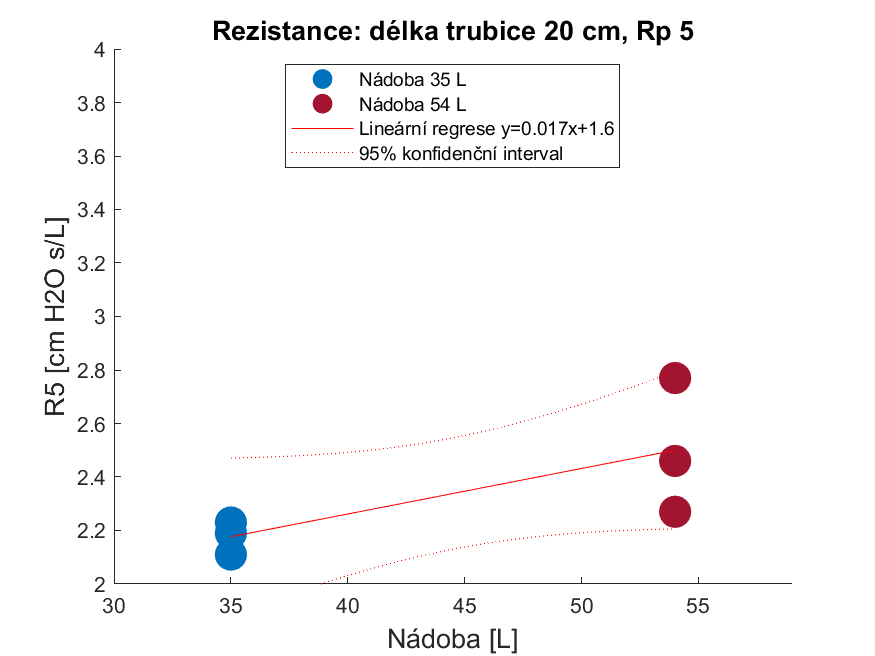 Rezistance: délka trubice 20 cm, Rp 5
Nádoba 35 L
Nádoba 54 L
Lineární regrese y=0.017x+1.6
95% konfidenční interval
R5 [cm H2O s/L]
4
3.8
3.6
3.4
3.2
3
2.8
2.6
2.4
2.2
2
30
35
40
45
50
55
Nádoba [L]